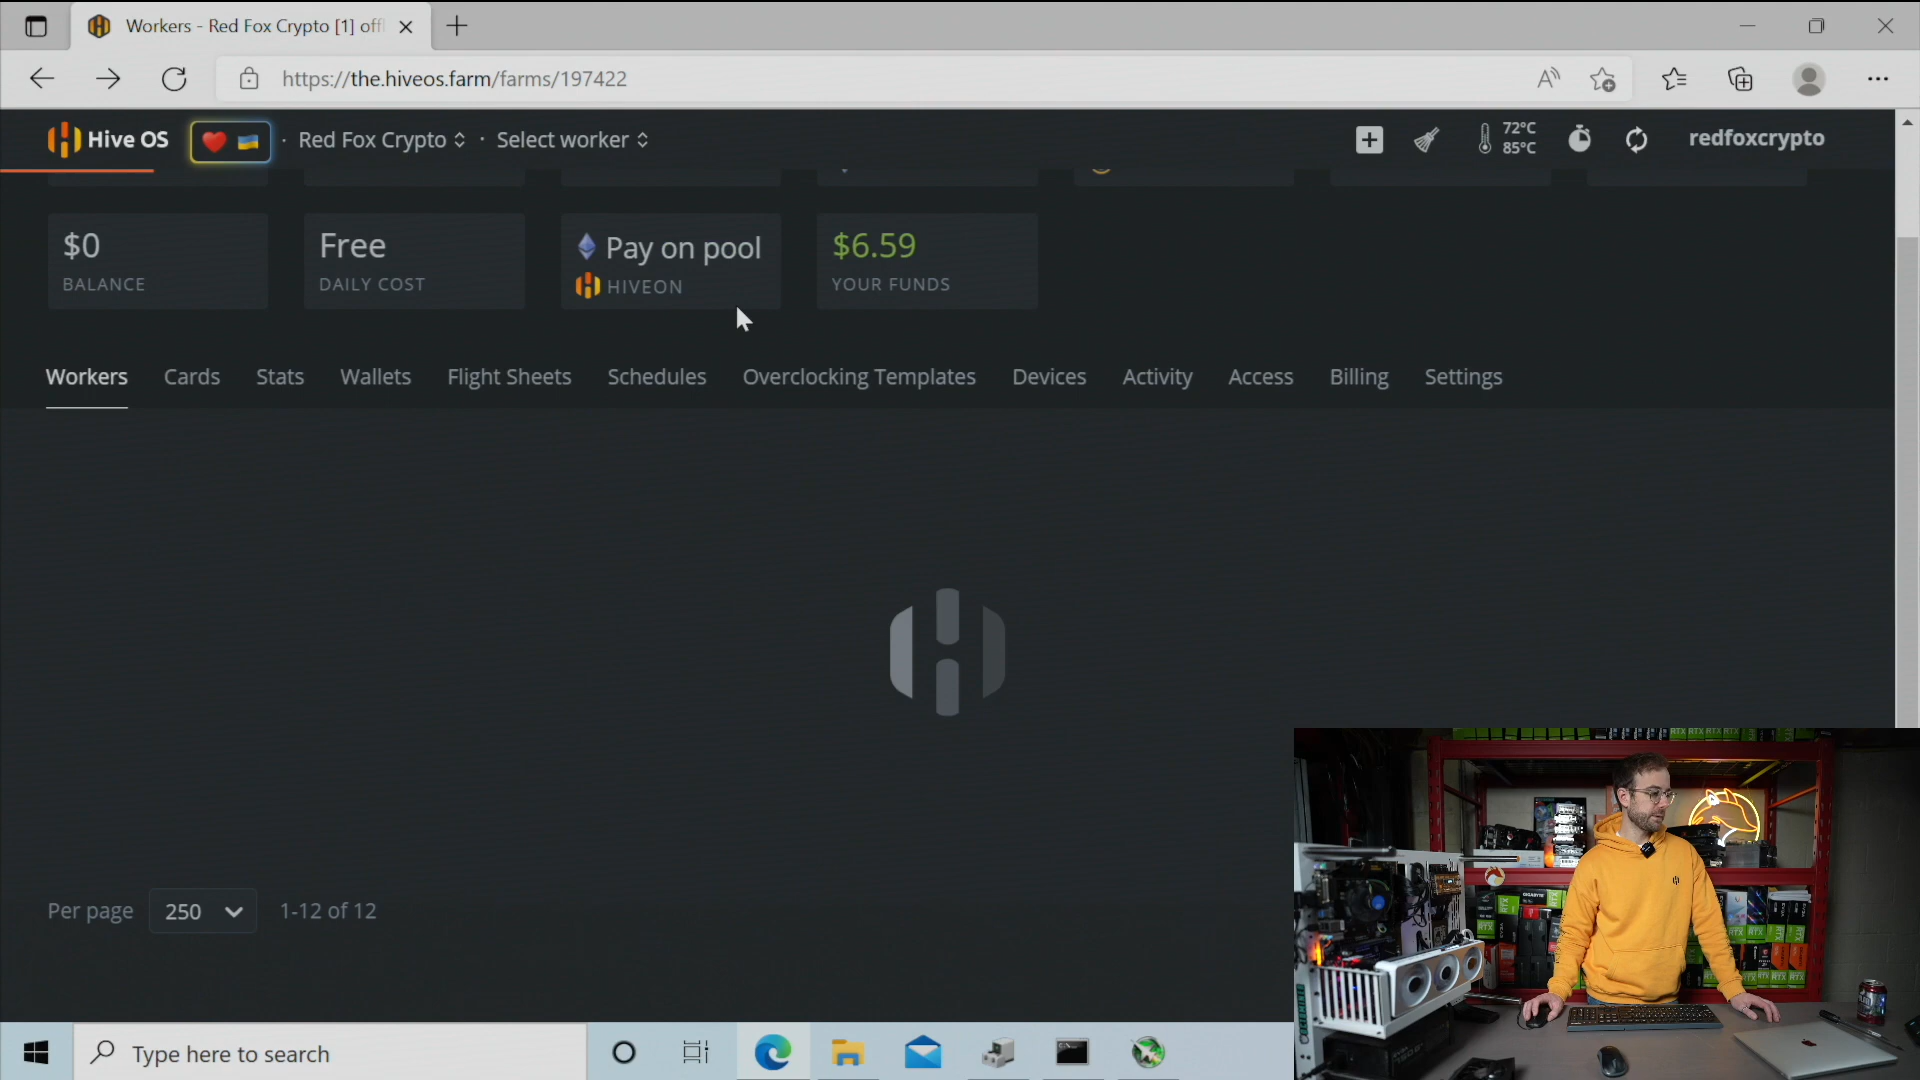 Workers - Red Fox Crypto [1] off
https://the.hiveos.farm/farms/197422
Hive OS
Red Fox Crypto
Select worker
72°C
85°C
redfoxcrypto
$0
BALANCE
Free
DAILY COST
Pay on pool
HIVEON
$6.59
YOUR FUNDS
Workers
Cards
Stats
Wallets
Flight Sheets
Schedules
Overclocking Templates
Devices
Activity
Access
Billing
Settings
Per page
250
1-12 of 12
Type here to search